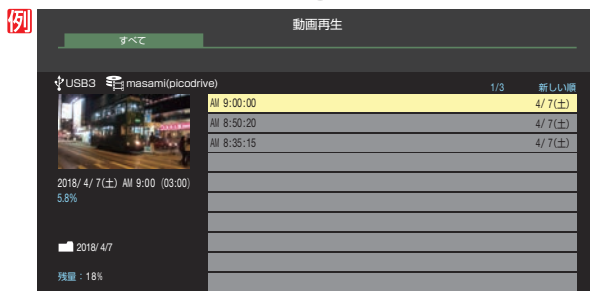 例
動画再生
すべて
USB3 masami(picodrive)
1/3 新しい順
AM 9:00:00 4/ 7(土)
AM 8:50:20 4/ 7(土)
AM 8:35:15 4/ 7(土)
2018/ 4/ 7(土) AM 9:00 (03:00)
5.8%
2018/ 4/7
残量：18%